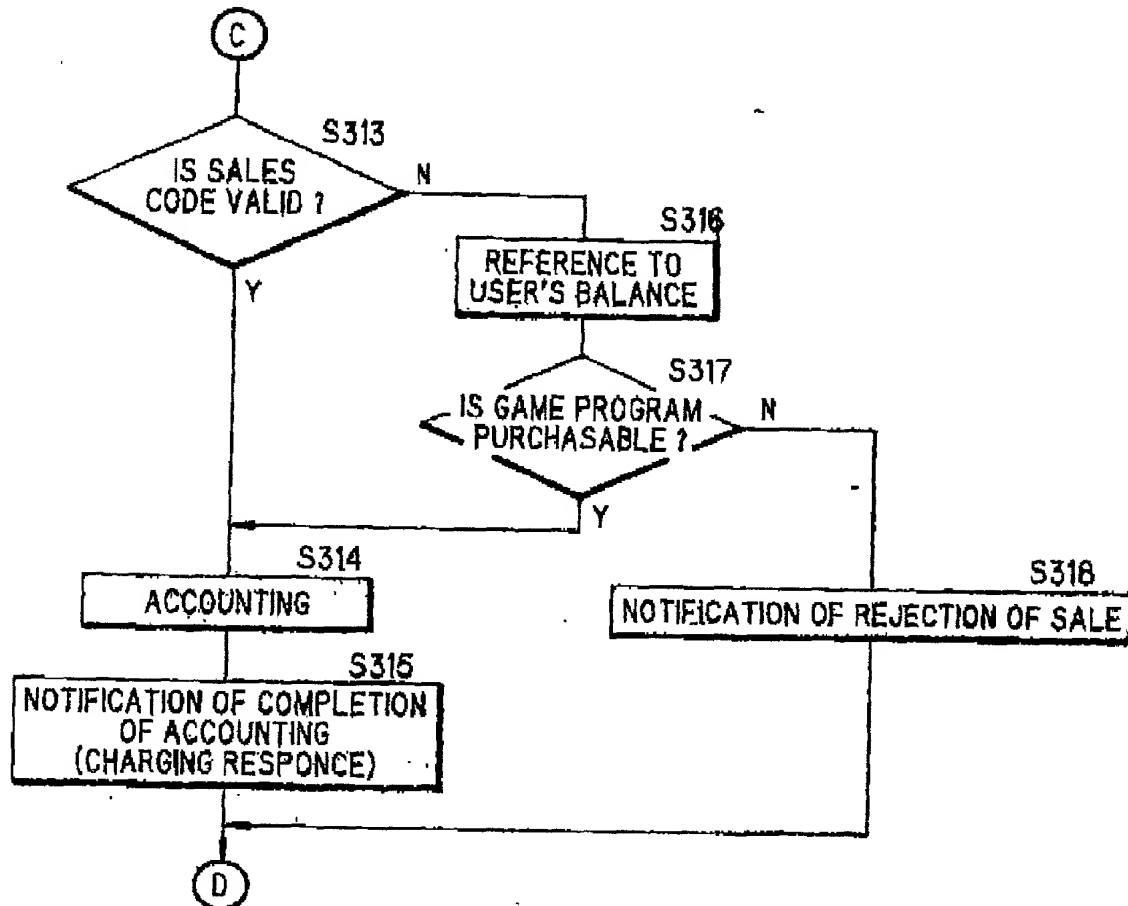 C
S313
IS SALES
CODE VALID ?
N
Y
S316
REFERENCE TO
USER'S BALANCE
S317
IS GAME PROGRAM
PURCHASABLE ?
N
Y
S314
ACCOUNTING
S318
NOTIFICATION OF REJECTION OF SALE
S315
NOTIFICATION OF COMPLETION
OF ACCOUNTING
(CHARGING RESPONCE)
D